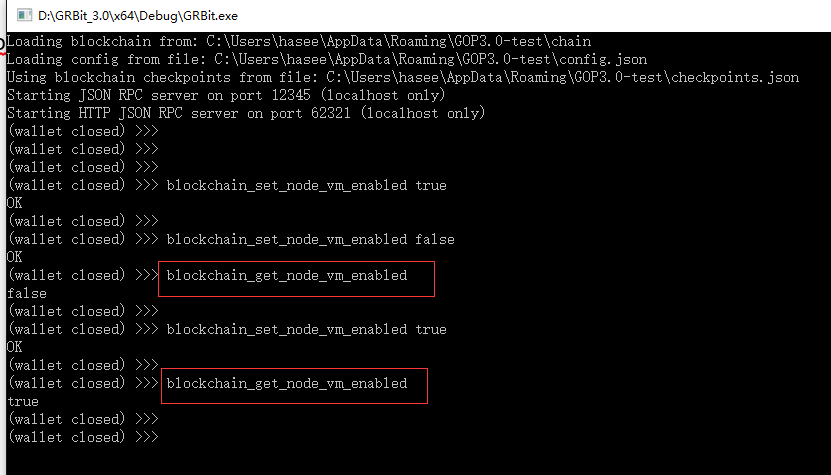 D:\GRBit_3.0\x64\Debug\GRBit.exe
Loading blockchain from: C:\Users\hasee\AppData\Roaming\GOP3.0-test\chain
Loading config from file: C:\Users\hasee\AppData\Roaming\GOP3.0-test\config.json
Using blockchain checkpoints from file: C:\Users\hasee\AppData\Roaming\GOP3.0-test\checkpoints.json
Starting JSON RPC server on port 12345 (localhost only)
Starting HTTP JSON RPC server on port 62321 (localhost only)
(wallet closed) >>>
(wallet closed) >>>
(wallet closed) >>>
(wallet closed) >>> blockchain_set_node_vm_enabled true
OK
(wallet closed) >>>
(wallet closed) >>> blockchain_set_node_vm_enabled false
OK
(wallet closed) >>> blockchain_get_node_vm_enabled
false
(wallet closed) >>>
(wallet closed) >>> blockchain_set_node_vm_enabled true
OK
(wallet closed) >>>
(wallet closed) >>> blockchain_get_node_vm_enabled
true
(wallet closed) >>>
(wallet closed) >>>